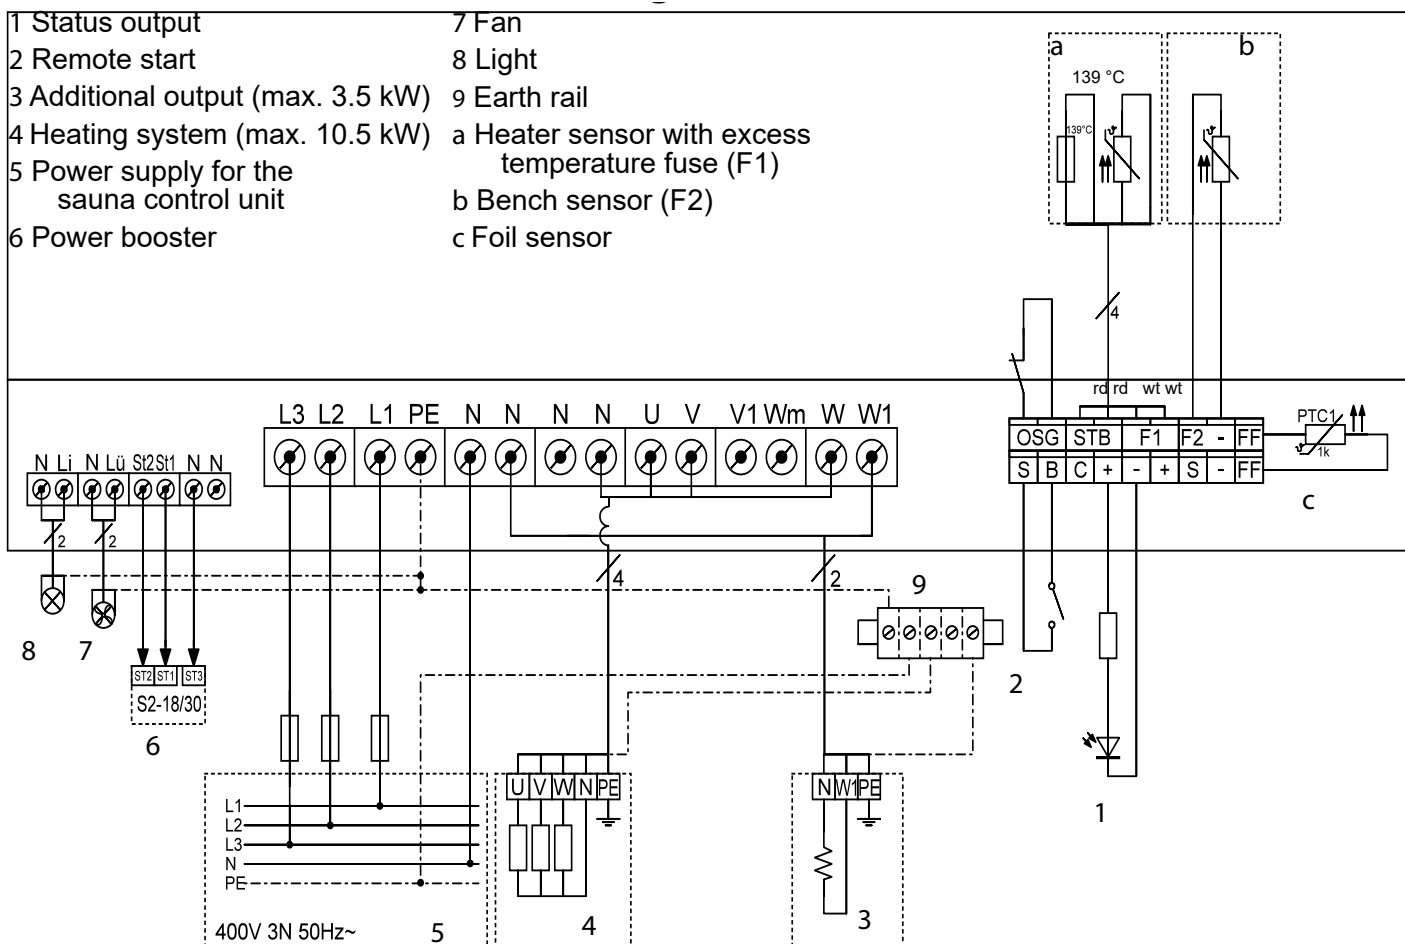 1 Status output
2 Remote start
3 Additional output (max. 3.5 kW)
4 Heating system (max. 10.5 kW)
5 Power supply for the
sauna control unit
6 Power booster
7 Fan
8 Light
9 Earth rail
a Heater sensor with excess
temperature fuse (F1)
b Bench sensor (F2)
c Foil sensor
a
b
139 °C
139°C
ϑ
ϑ
4
rd rd wt wt
L3 L2 L1 PE N N N N U V V1 Wm W W1
OSG STB F1 F2 - FF
S B C + - + S - FF
PTC1
ϑ
1k
c
N Li N Lü St2 St1 N N
2
2
4
2
9
8
7
2
ST2 ST1 ST3
S2-18/30
6
U V W N PE
N W1 PE
1
L1
L2
L3
N
PE
400V 3N 50Hz~
5
4
3